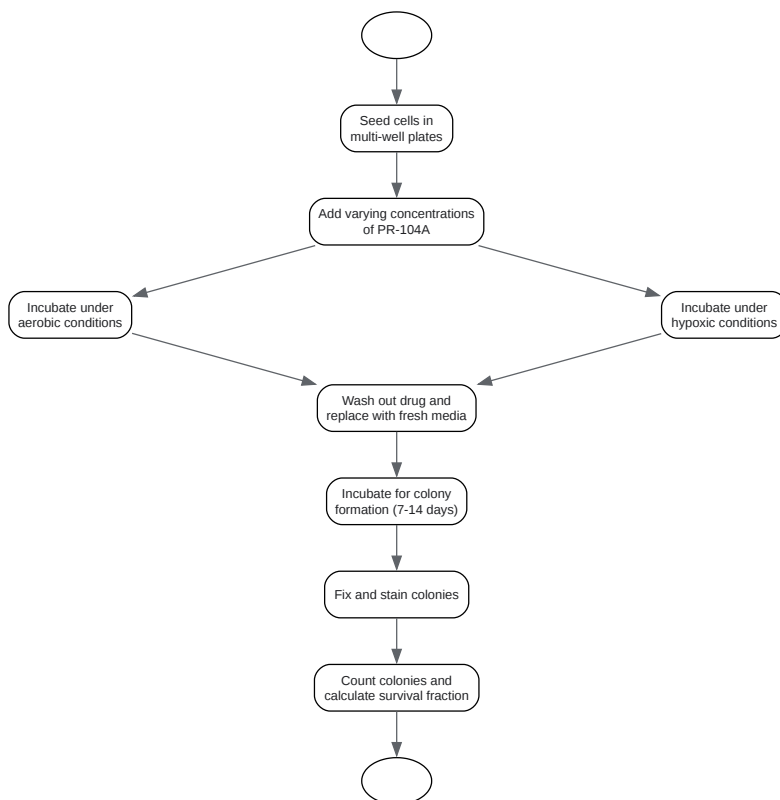 Seed cells in
multi-well plates
Add varying concentrations
of PR-104A
Incubate under
aerobic conditions
Incubate under
hypoxic conditions
Wash out drug and
replace with fresh media
Incubate for colony
formation (7-14 days)
Fix and stain colonies
Count colonies and
calculate survival fraction